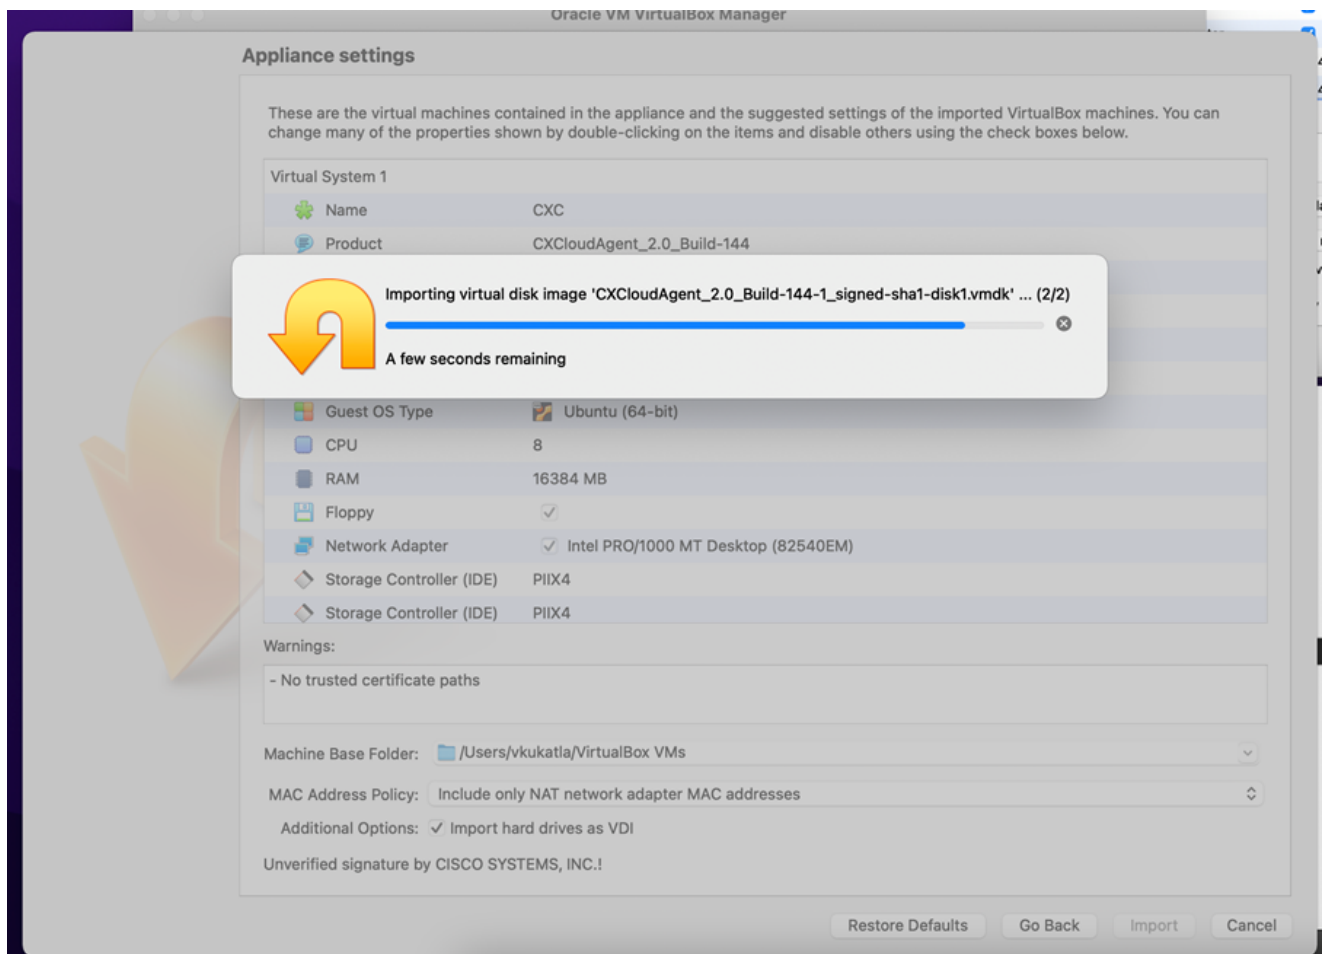 Oracle VM VirtualBox Manager
Appliance settings
These are the virtual machines contained in the appliance and the suggested settings of the imported VirtualBox machines. You can
change many of the properties shown by double-clicking on the items and disable others using the check boxes below.
Virtual System 1
Name CXC
Product CXCloudAgent_2.0_Build-144
Importing virtual disk image 'CXCloudAgent_2.0_Build-144-1_signed-sha1-disk1.vmdk' ... (2/2)
A few seconds remaining
Guest OS Type Ubuntu (64-bit)
CPU 8
RAM 16384 MB
Floppy
Network Adapter Intel PRO/1000 MT Desktop (82540EM)
Storage Controller (IDE) PIIX4
Storage Controller (IDE) PIIX4
Warnings:
- No trusted certificate paths
Machine Base Folder: /Users/vkukatla/VirtualBox VMs
MAC Address Policy: Include only NAT network adapter MAC addresses
Additional Options: Import hard drives as VDI
Unverified signature by CISCO SYSTEMS, INC.!
Restore Defaults Go Back Import Cancel